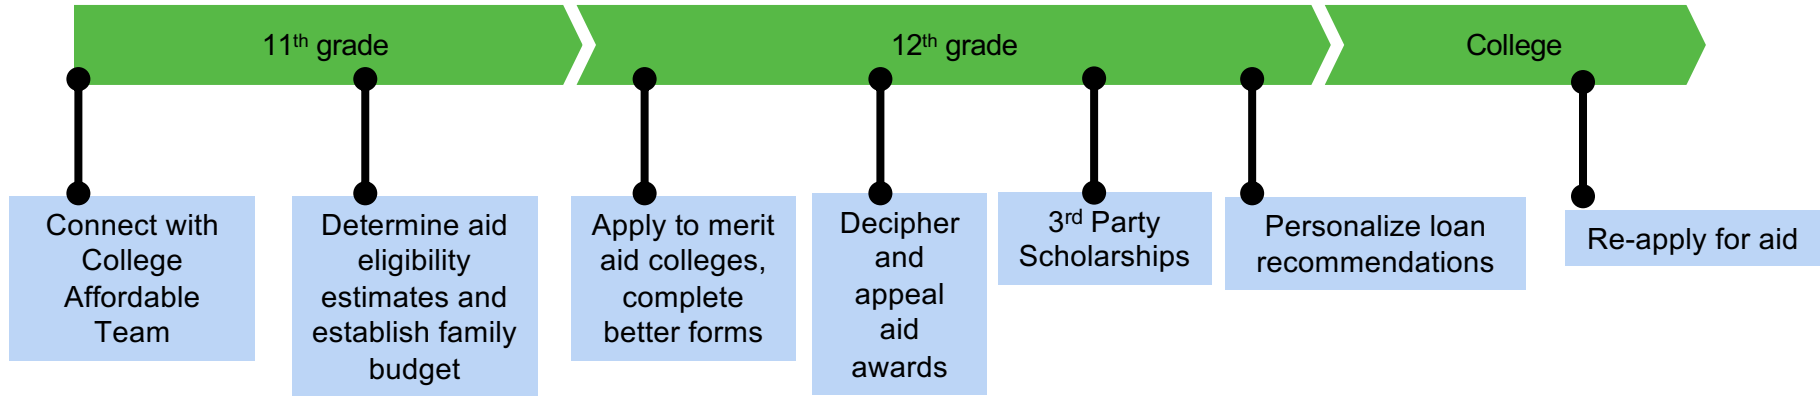 11th grade
12th grade
College
Connect with
College
Affordable
Team
Determine aid
eligibility
estimates and
establish family
budget
Apply to merit
aid colleges,
complete
better forms
Decipher
and
appeal
aid
awards
3rd Party
Scholarships
Personalize loan
recommendations
Re-apply for aid